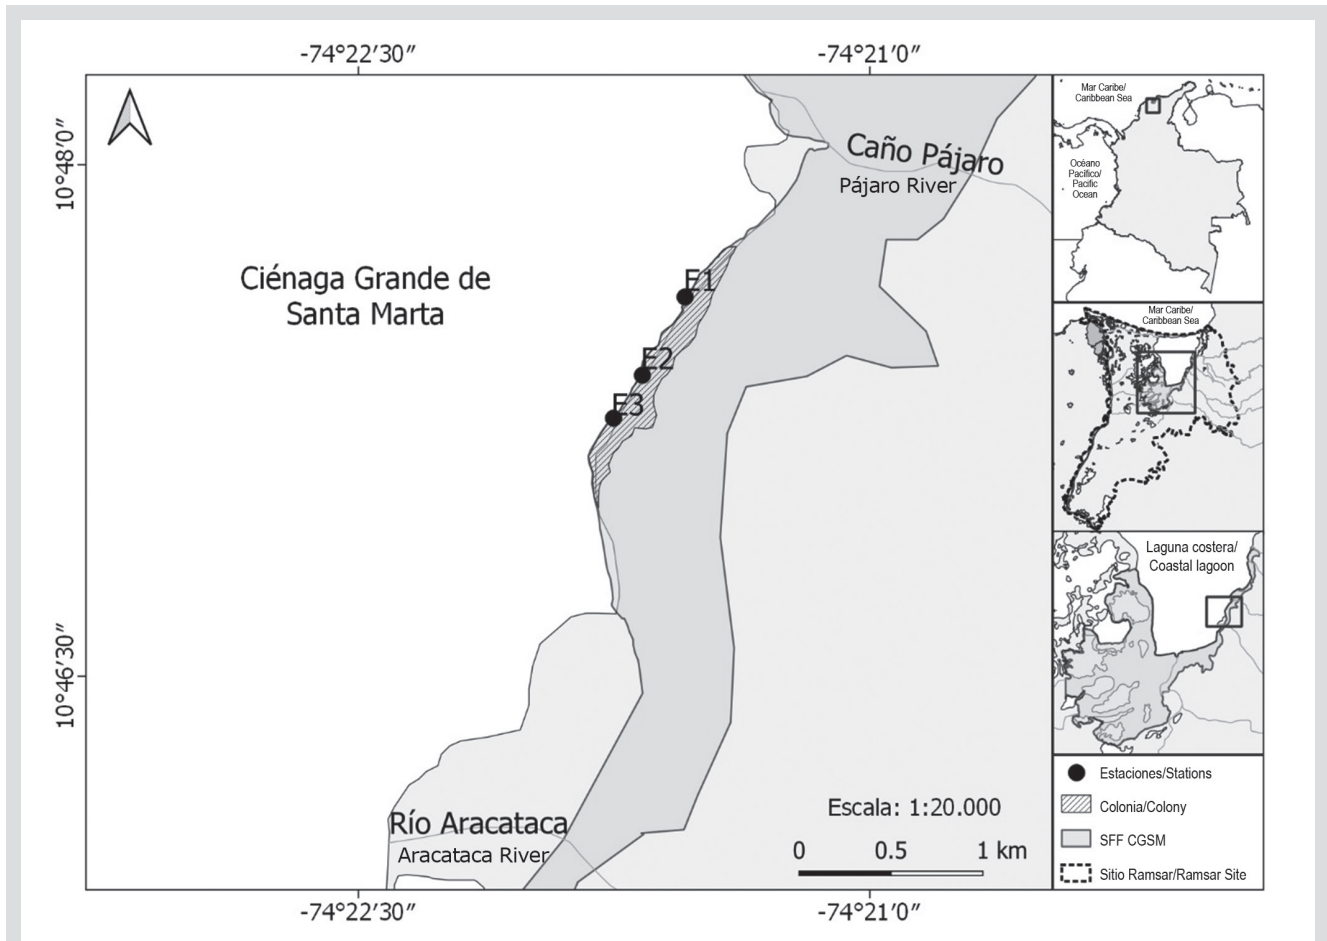 -74°22′30″
-74°21′0″
10°48′0″
Caño Pájaro
Pájaro River
Ciénaga Grande de
Santa Marta
E1
E2
E3
10°46′30″
Río Aracataca
Aracataca River
Escala: 1:20.000
0 0.5 1 km
-74°22′30″
-74°21′0″
Mar Caribe/
Caribbean Sea
Océano
Pacífico/
Pacific
Ocean
Mar Caribe/
Caribbean Sea
Laguna costera/
Coastal lagoon
Estaciones/Stations
Colonia/Colony
SFF CGSM
Sitio Ramsar/Ramsar Site